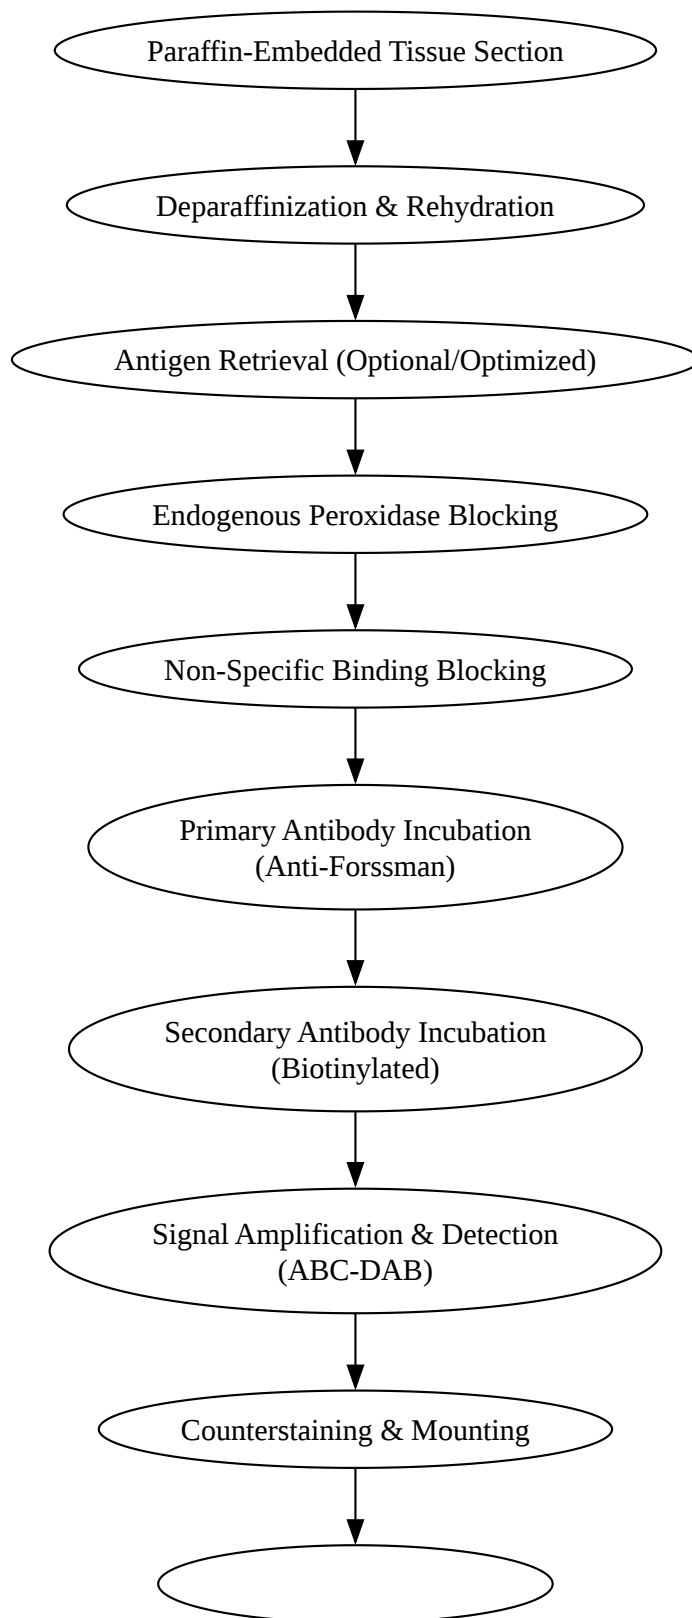 Paraffin-Embedded Tissue Section
Deparaffinization & Rehydration
Antigen Retrieval (Optional/Optimized)
Endogenous Peroxidase Blocking
Non-Specific Binding Blocking
Primary Antibody Incubation
(Anti-Forssman)
Secondary Antibody Incubation
(Biotinylated)
Signal Amplification & Detection
(ABC-DAB)
Counterstaining & Mounting